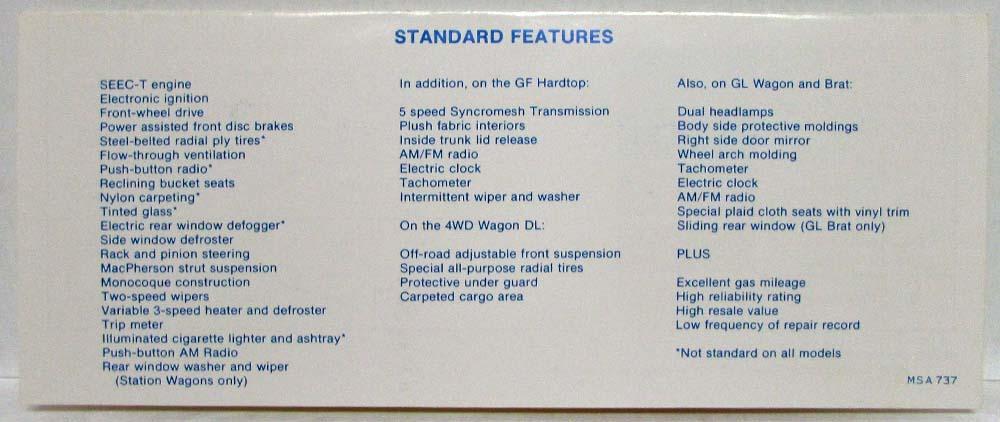 STANDARD FEATURES
SEEC-T engine
Electronic ignition
Front-wheel drive
Power assisted front disc brakes
Steel-belted radial ply tires*
Flow-through ventilation
Push-button radio*
Reclining bucket seats
Nylon carpeting*
Tinted glass*
Electric rear window defogger*
Side window defroster
Rack and pinion steering
MacPherson strut suspension
Monocoque construction
Two-speed wipers
Variable 3-speed heater and defroster
Trip meter
Illuminated cigarette lighter and ashtray*
Push-button AM Radio
Rear window washer and wiper
(Station Wagons only)
In addition, on the GF Hardtop:
5 speed Syncromesh Transmission
Plush fabric interiors
Inside trunk lid release
AM/FM radio
Electric clock
Tachometer
Intermittent wiper and washer
On the 4WD Wagon DL:
Off-road adjustable front suspension
Special all-purpose radial tires
Protective under guard
Carpeted cargo area
Also, on GL Wagon and Brat:
Dual headlamps
Body side protective moldings
Right side door mirror
Wheel arch molding
Tachometer
Electric clock
AM/FM radio
Special plaid cloth seats with vinyl trim
Sliding rear window (GL Brat only)
PLUS
Excellent gas mileage
High reliability rating
High resale value
Low frequency of repair record
*Not standard on all models
MSA 737